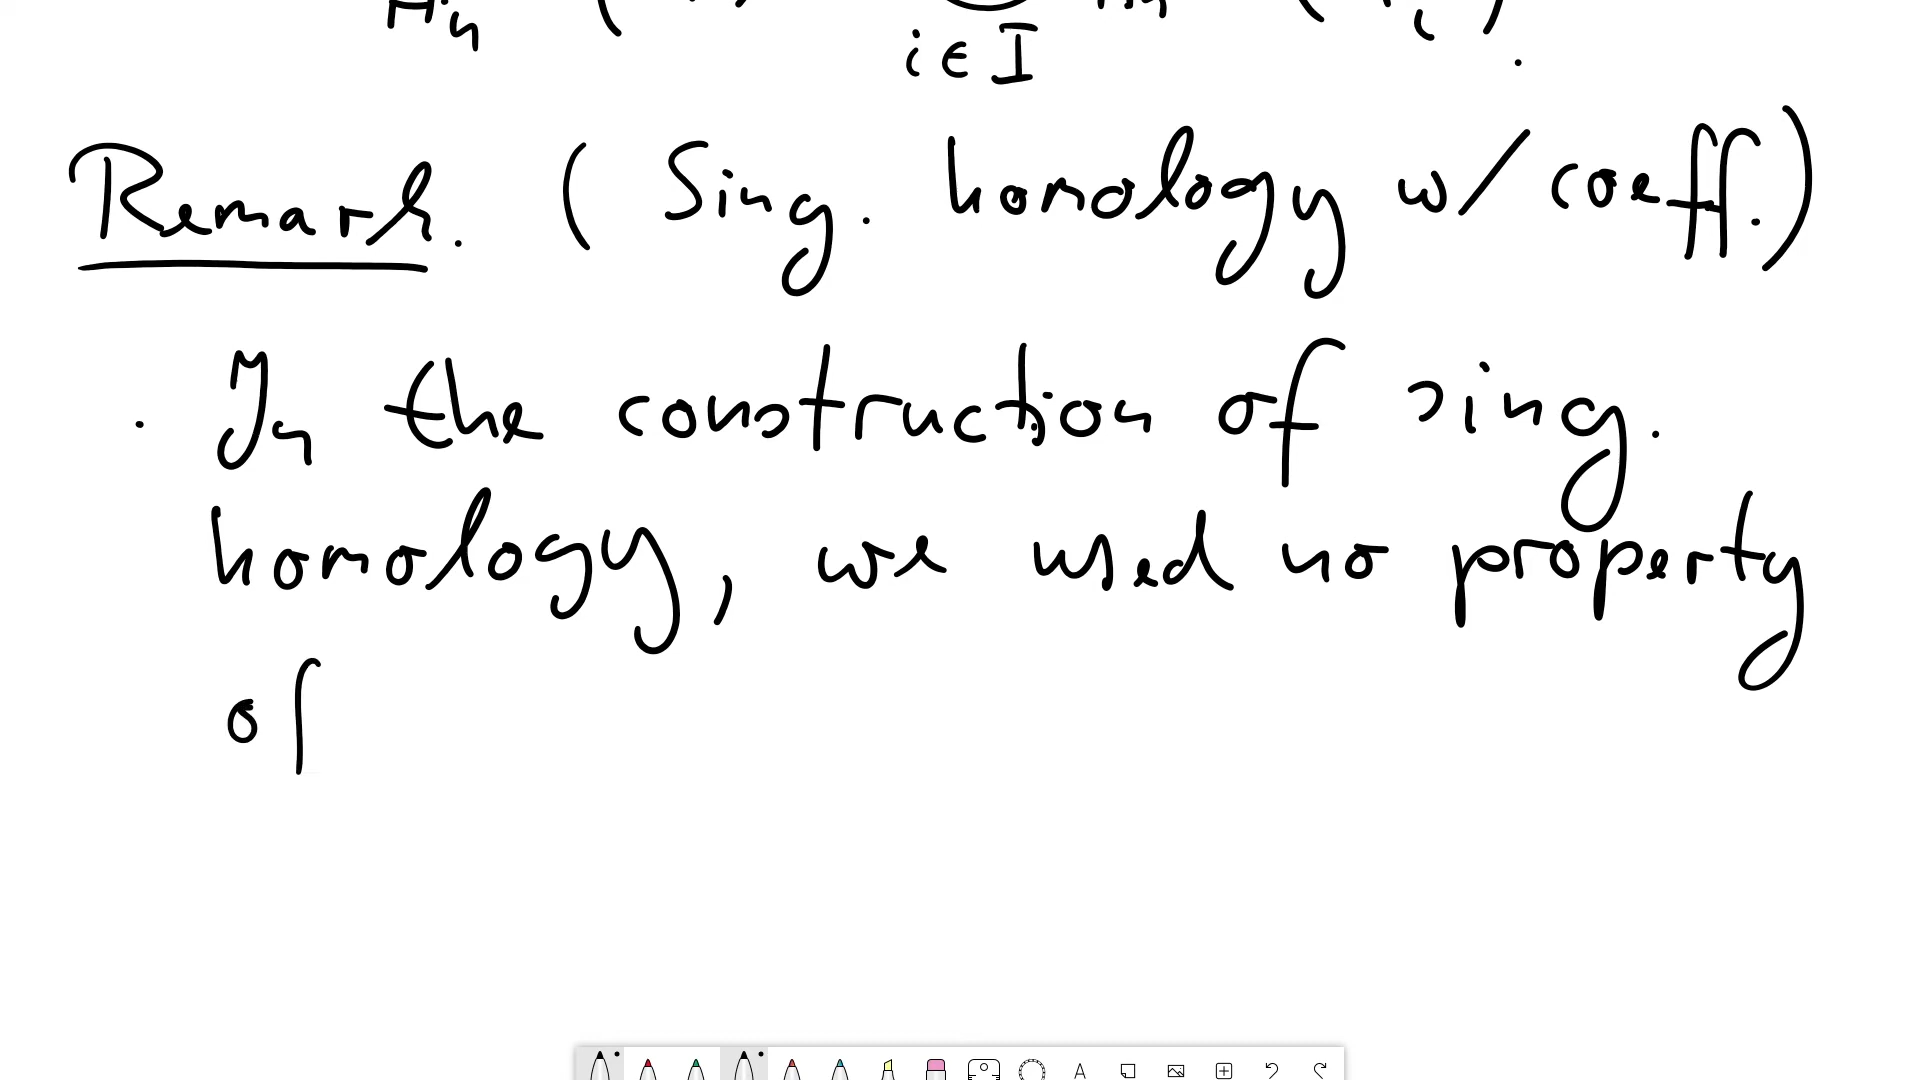 i ∈ I .
Remark. (Sing. homology w/ coeff.)
· In the construction of sing.
homology, we used no property
of